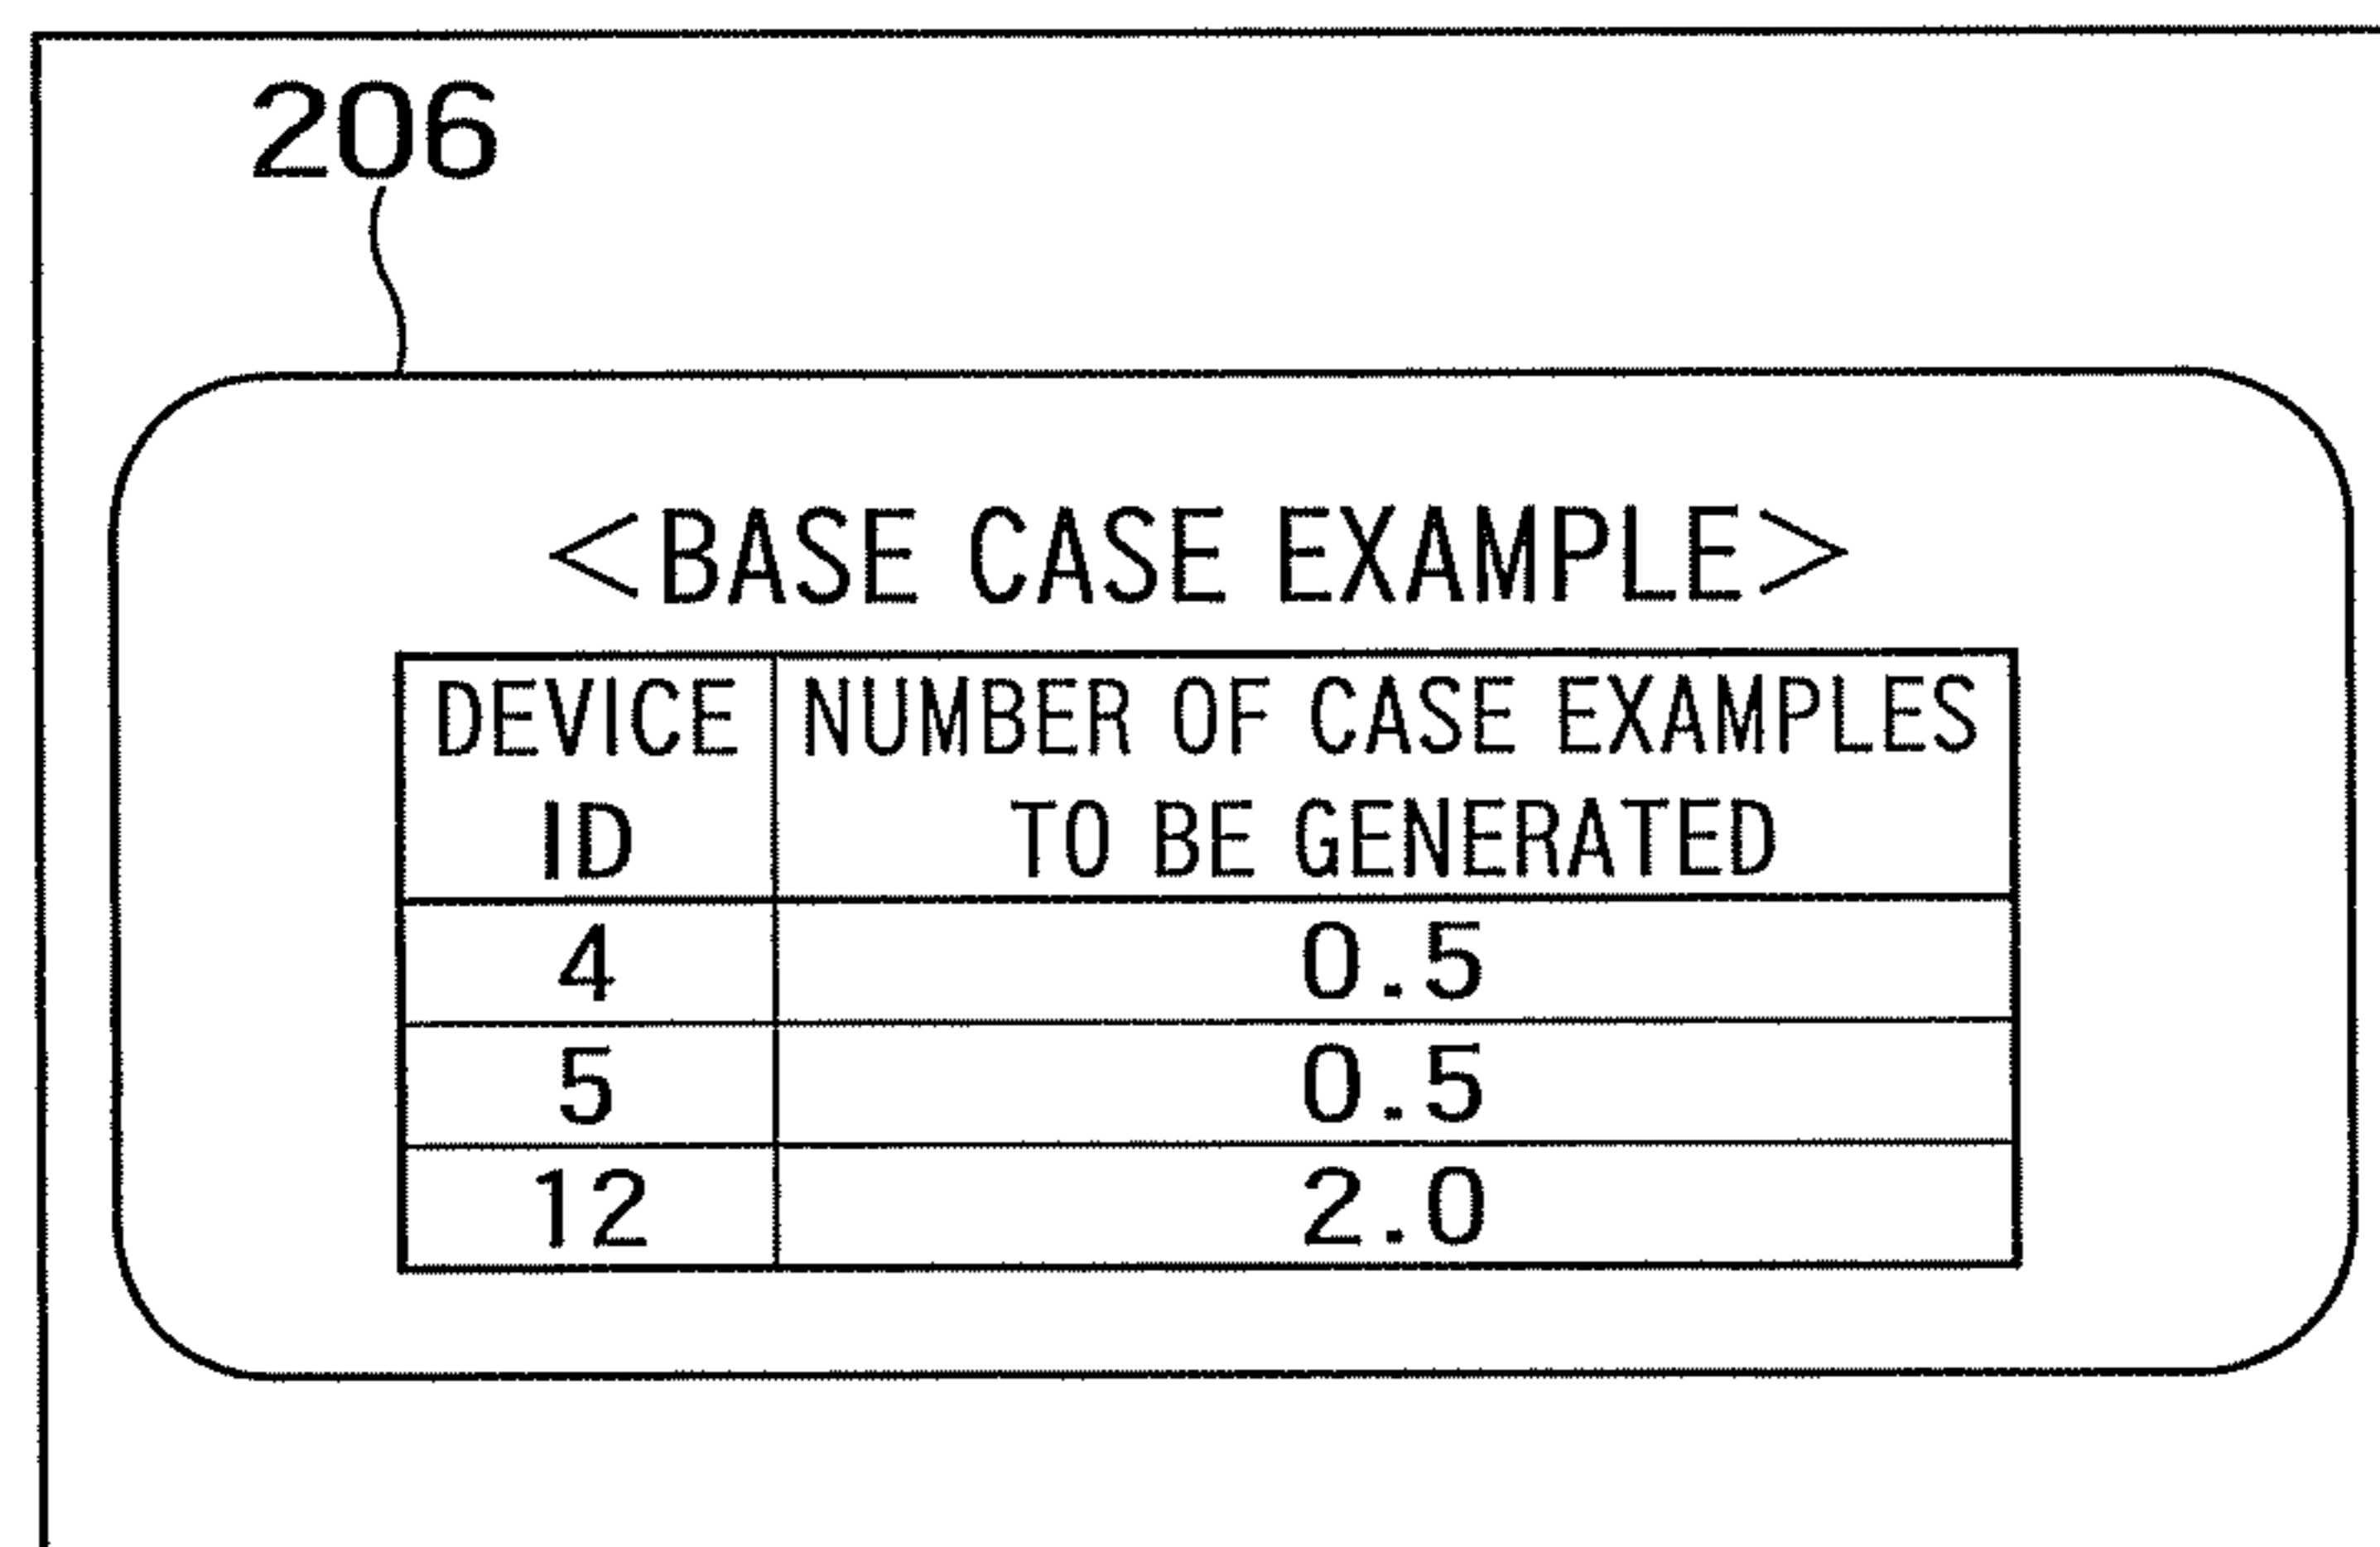 206
<BASE CASE EXAMPLE>
DEVICE ID NUMBER OF CASE EXAMPLES TO BE GENERATED
4 0.5
5 0.5
12 2.0